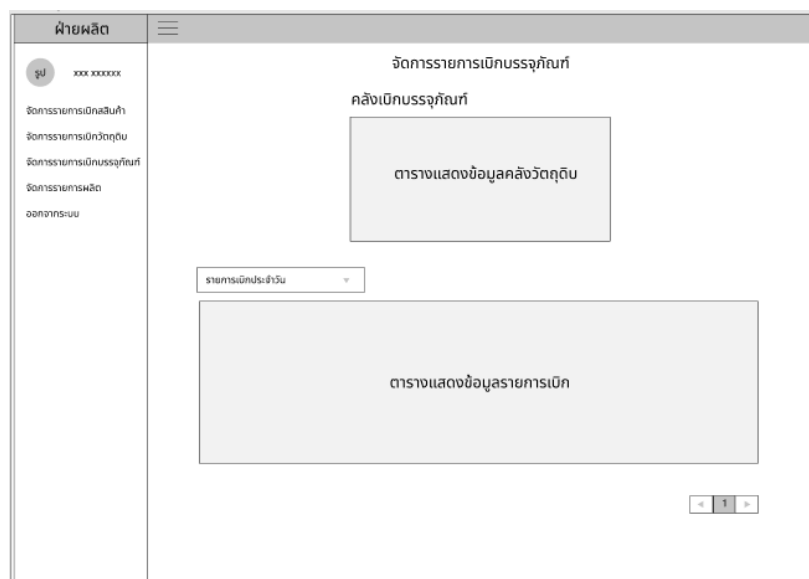 ฝ่ายผลิต
รูป xxx xxxxxx
จัดการรายการเบิกสสินค้า
จัดการรายการเบิกวัตถุดิบ
จัดการรายการเบิกบรรจุภัณฑ์
จัดการรายการผลิต
ออกจากระบบ
จัดการรายการเบิกบรรจุภัณฑ์
คลังเบิกบรรจุภัณฑ์
ตารางแสดงข้อมูลคลังวัตถุดิบ
รายการเบิกประจำวัน
ตารางแสดงข้อมูลรายการเบิก
1